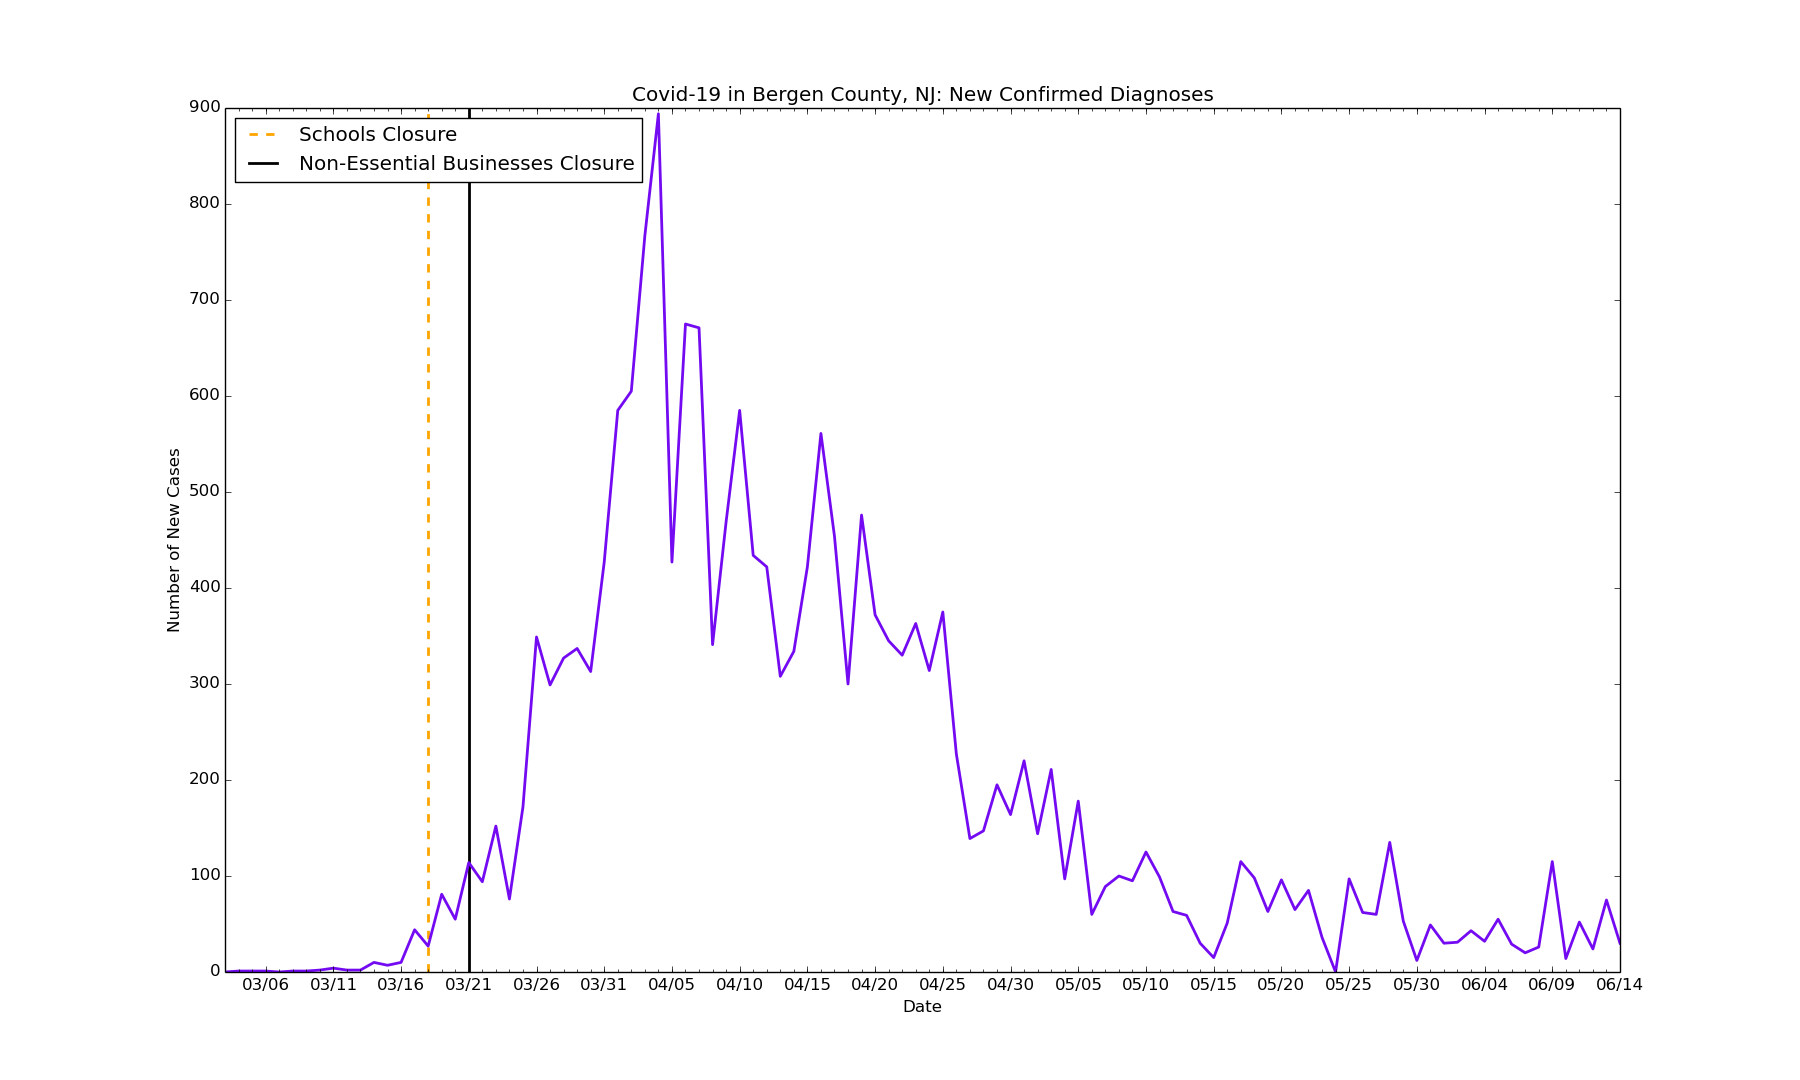 Covid-19 in Bergen County, NJ: New Confirmed Diagnoses
Schools Closure
Non-Essential Businesses Closure
Number of New Cases
900
800
700
600
500
400
300
200
100
0
03/06 03/11 03/16 03/21 03/26 03/31 04/05 04/10 04/15 04/20 04/25 04/30 05/05 05/10 05/15 05/20 05/25 05/30 06/04 06/09 06/14
Date